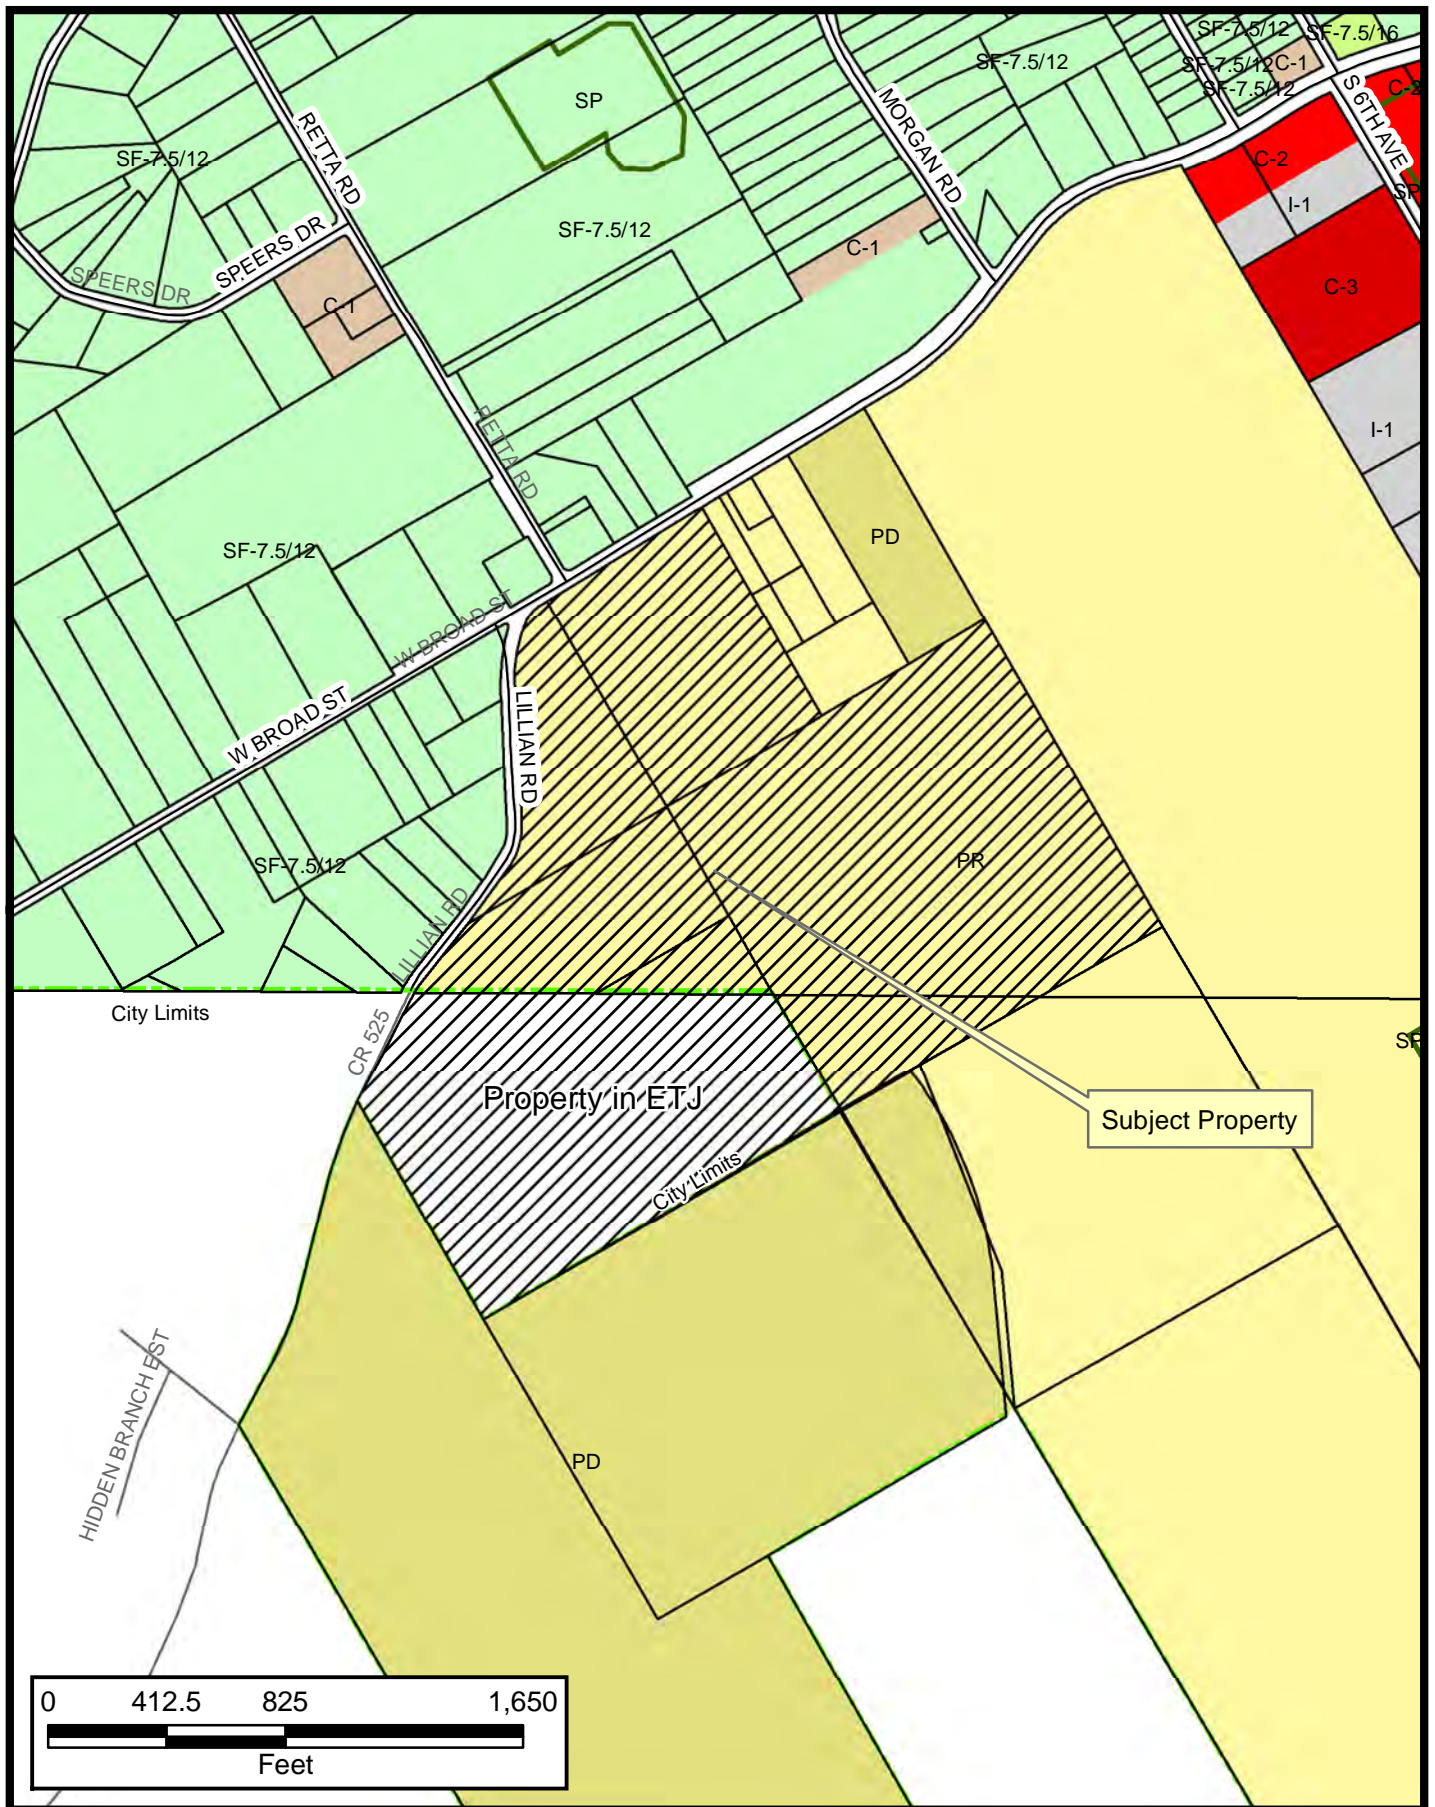 SF-7.5/12
SF-7.5/16
SF-7.5/12
SF-7.5/12
C-1
SF-7.5/12
C-2
SP
S 6TH AVE
MORGAN RD
RETTA RD
SF-7.5/12
C-2
SP
I-1
SPEERS DR
SF-7.5/12
C-1
SPEERS DR
C-1
C-3
RETTA RD
I-1
PD
SF-7.5/12
W BROAD ST
W BROAD ST
LILLIAN RD
SF-7.5/12
PR
LILLIAN RD
City Limits
CR 525
SP
Property in ETJ
Subject Property
City Limits
HIDDEN BRANCH EST
PD
0 412.5 825 1,650
Feet